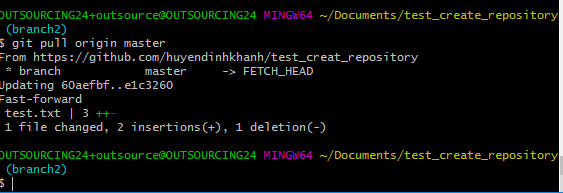 OUTSOURCING24+outsource@OUTSOURCING24 MINGW64 ~/Documents/test_create_repository
(branch2)
$ git pull origin master
From https://github.com/huyendinhkhanh/test_creat_repository
* branch master -> FETCH_HEAD
Updating 60aefbf..e1c3260
Fast-forward
test.txt | 3 ++-
1 file changed, 2 insertions(+), 1 deletion(-)
OUTSOURCING24+outsource@OUTSOURCING24 MINGW64 ~/Documents/test_create_repository
(branch2)
$